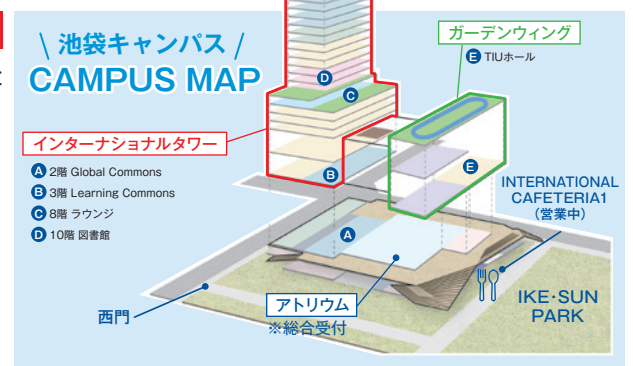 \ 池袋キャンパス /
CAMPUS MAP
インターナショナルタワー
A 2階 Global Commons
B 3階 Learning Commons
C 8階 ラウンジ
D 10階 図書館
D
C
B
A
ガーデンウィング
E TIUホール
E
INTERNATIONAL
CAFETERIA1
（営業中）
IKE･SUN
PARK
アトリウム
※総合受付
西門